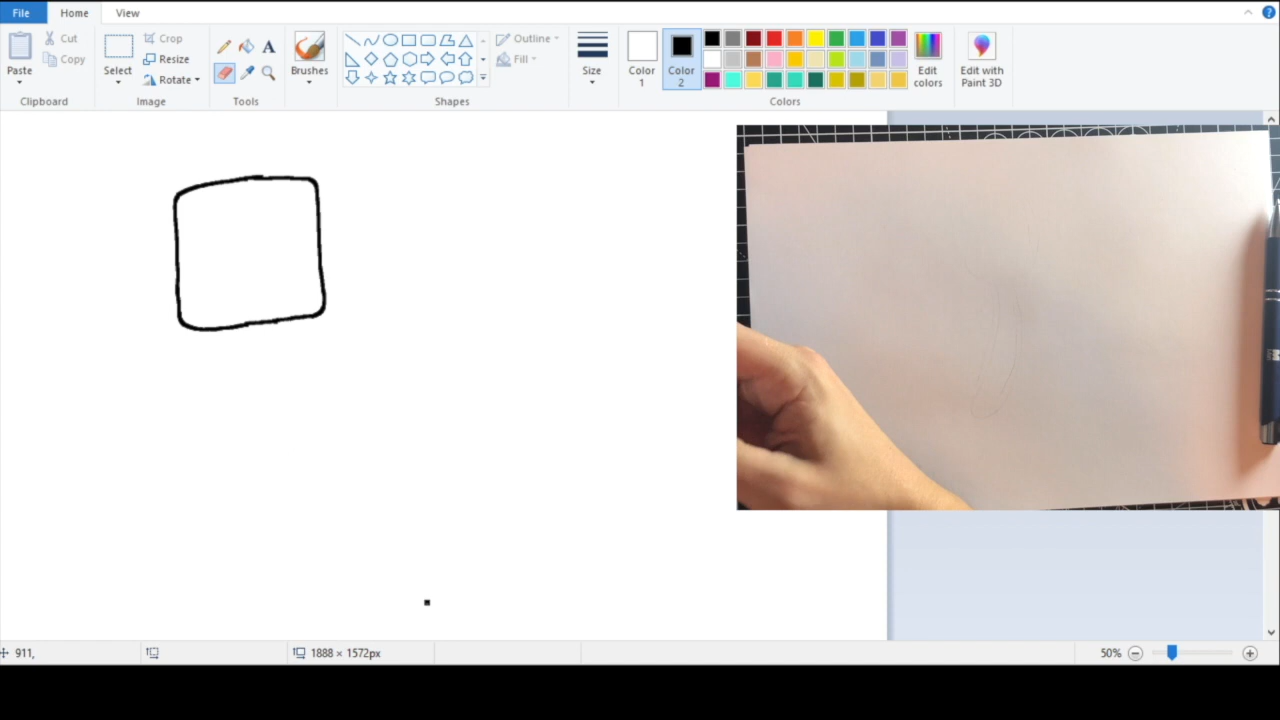 File Home View
Paste Cut Copy Select Crop Resize Rotate Brushes Outline Fill Size Color 1 Color 2 Edit colors Edit with Paint 3D
Clipboard Image Tools Shapes Colors
911, 1888 × 1572px 50%